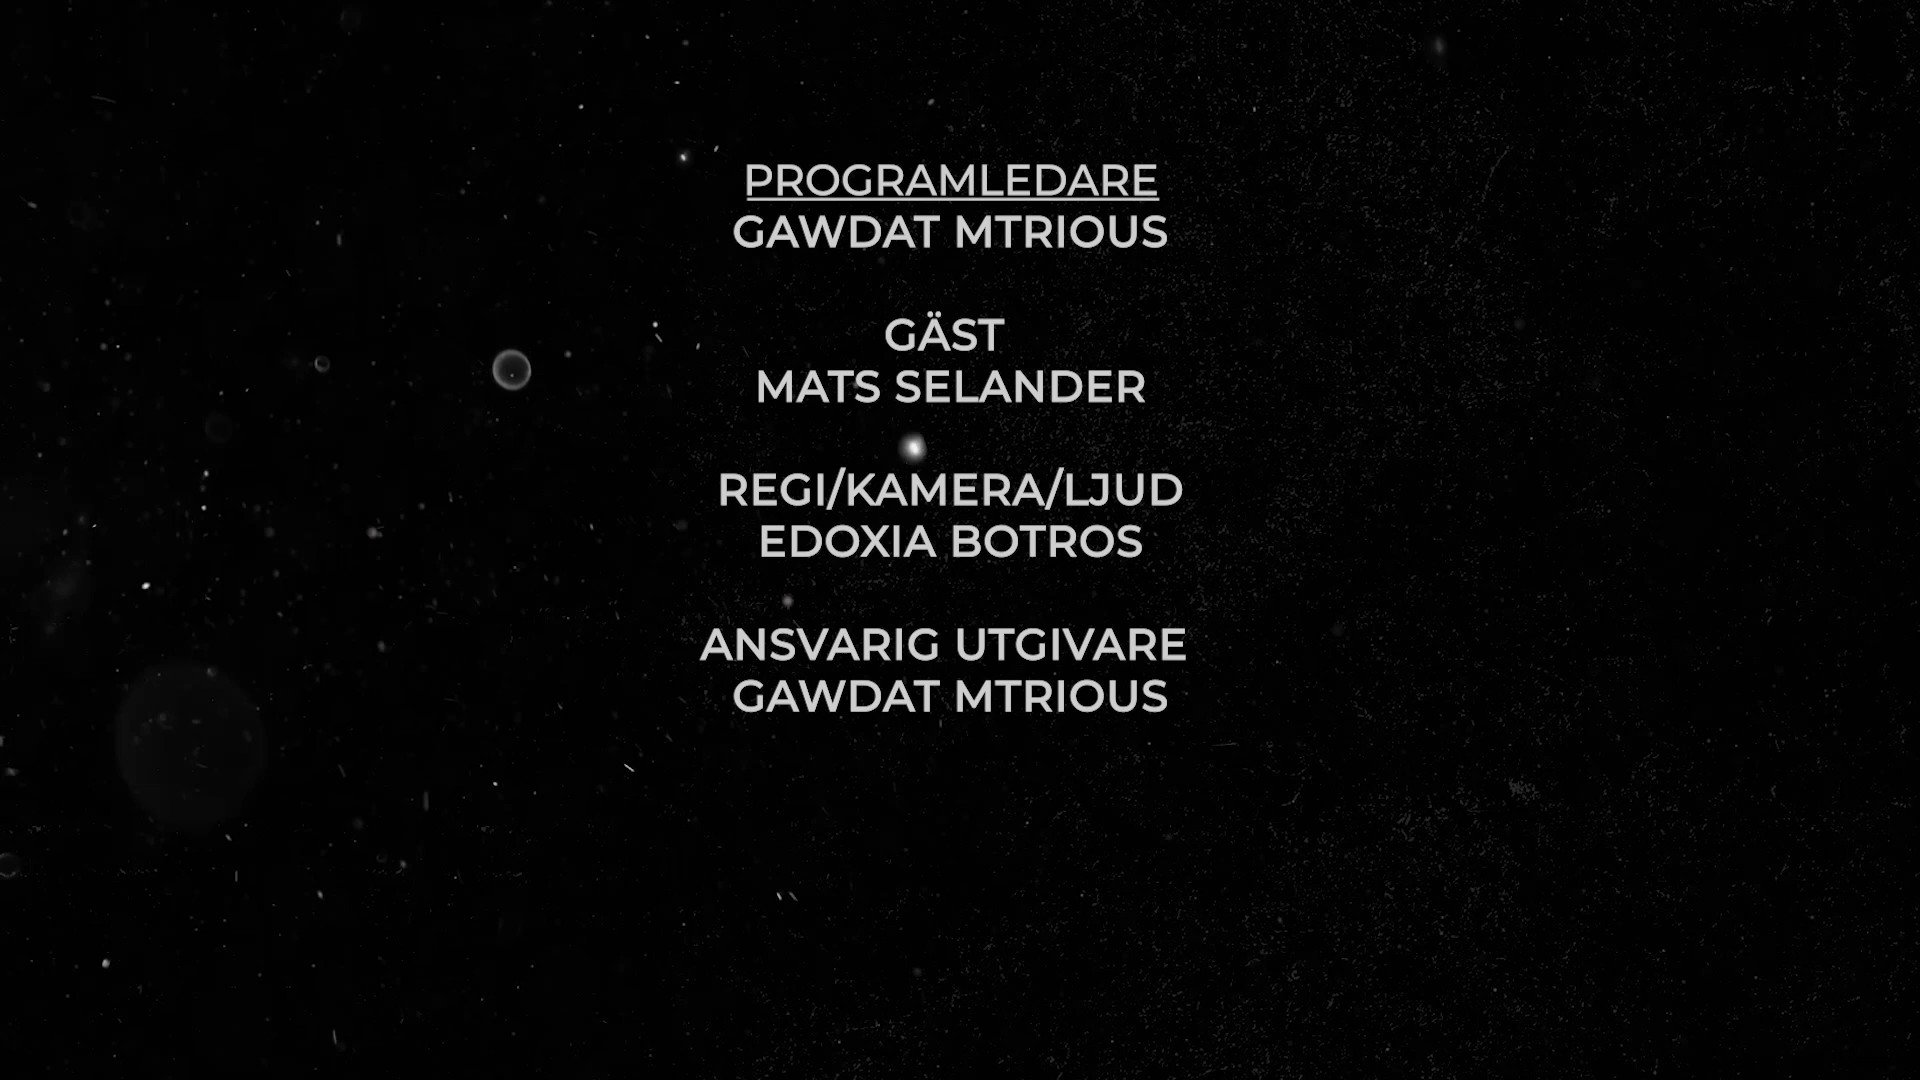 PROGRAMLEDARE
GAWDAT MTRIOUS
GÄST
MATS SELANDER
REGI/KAMERA/LJUD
EDOXIA BOTROS
ANSVARIG UTGIVARE
GAWDAT MTRIOUS